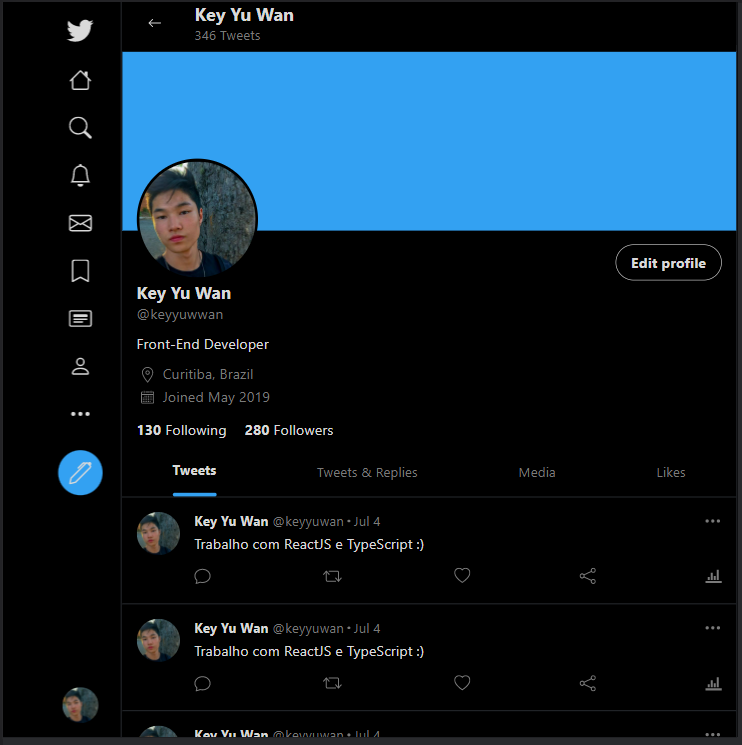 Key Yu Wan
346 Tweets
Edit profile
Key Yu Wan
@keyyuwwan
Front-End Developer
Curitiba, Brazil
Joined May 2019
130 Following 280 Followers
Tweets Tweets & Replies Media Likes
Key Yu Wan @keyyuwan • Jul 4
Trabalho com ReactJS e TypeScript :)
Key Yu Wan @keyyuwan • Jul 4
Trabalho com ReactJS e TypeScript :)
Key Yu Wan @keyyuwan • Jul 4